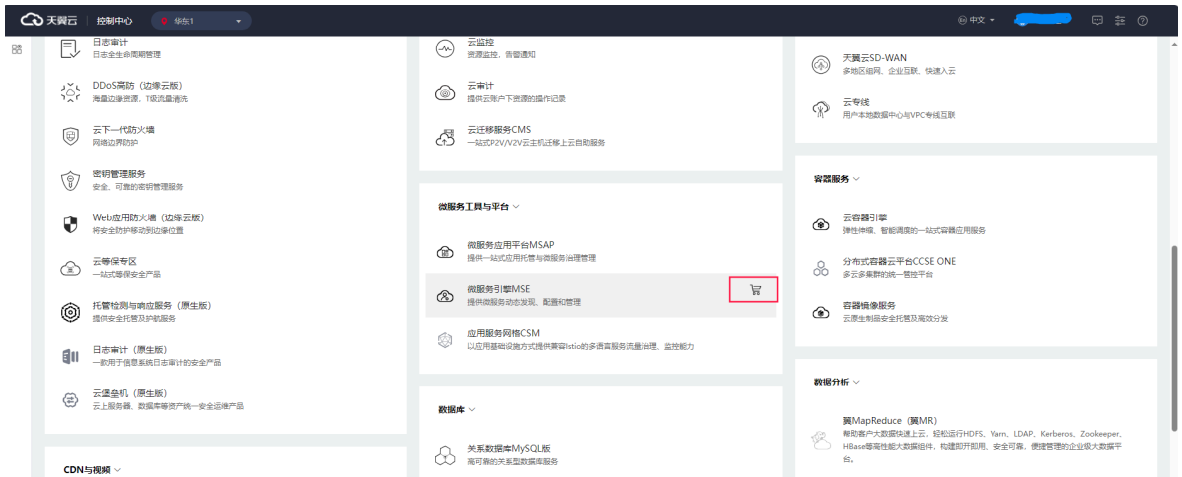 天翼云
控制中心
华东1
中文
日志审计
日志全生命周期管理
DDoS高防（边缘云版）
海量边缘资源，T级流量清洗
云下一代防火墙
网络边界防护
密钥管理服务
安全、可靠的密钥管理服务
Web应用防火墙（边缘云版）
将安全防护移动到边缘位置
云等保专区
一站式等保安全产品
托管检测与响应服务（原生版）
提供安全托管及护航服务
日志审计（原生版）
一款用于信息系统日志审计的安全产品
云堡垒机（原生版）
云上服务器、数据库等资产统一安全运维产品
CDN与视频
云监控
资源监控，告警通知
云审计
提供云账户下资源的操作记录
云迁移服务CMS
一站式P2V/V2V云主机迁移上云自助服务
微服务工具与平台
微服务应用平台MSAP
提供一站式应用托管与微服务治理管理
微服务引擎MSE
提供微服务动态发现、配置和管理
应用服务网格CSM
以应用基础设施方式提供兼容Istio的多语言服务流量治理、监控能力
数据库
关系数据库MySQL版
高可靠的关系型数据库服务
天翼云SD-WAN
多地区组网、企业互联、快速入云
云专线
用户本地数据中心与VPC专线互联
容器服务
云容器引擎
弹性伸缩、智能调度的一站式容器应用服务
分布式容器云平台CCSE ONE
多云多集群的统一管控平台
容器镜像服务
云原生制品安全托管及高效分发
数据分析
翼MapReduce（翼MR）
帮助客户大数据快速上云，轻松运行HDFS、Yarn、LDAP、Kerberos、Zookeeper、
HBase等高性能大数据组件，构建即开即用、安全可靠、便捷管理的企业级大数据平
台。